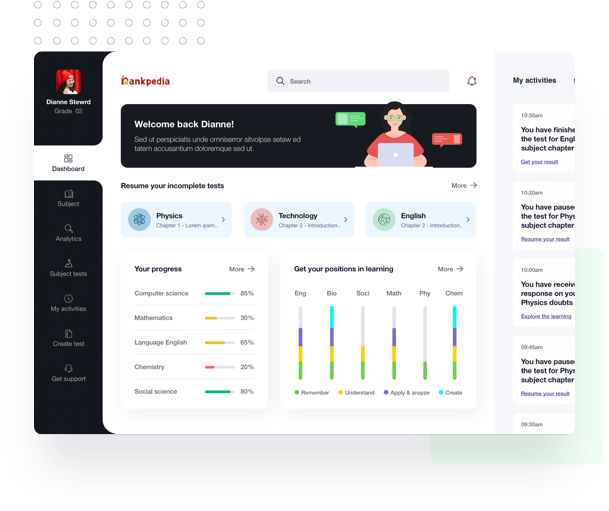 Dianne Stewrd
Grade 02
Dashboard
Subject
Analytics
Subject tests
My activities
Create test
Get support
Rankpedia
Search
Welcome back Dianne!
Sed ut perspiciatis unde omniserror sitvolpse setaw ed
tatem accusantium doloremque sed ut.
Resume your incomplete tests
More
Physics
Chapter 1 - Lorem ipsm..
Technology
Chapter 2 - Introduction..
English
Chapter 2 - Introduction..
Your progress
More
Computer science 85%
Mathematics 30%
Language English 65%
Chemistry 20%
Social science 80%
Get your positions in learning
More
Eng Bio Soci Math Phy Chem
Remember Understand Apply & anayze Create
My activities
10:30am
You have finishe
the test for Engl
subject chapter
Get your result
10:20am
You have pause
the test for Phys
subject chapter
Resume your result
10:00am
You have receiv
response on you
Physics doubts
Explore the learning
09:45am
You have pause
the test for Phys
subject chapter
Resume your result
09:30am